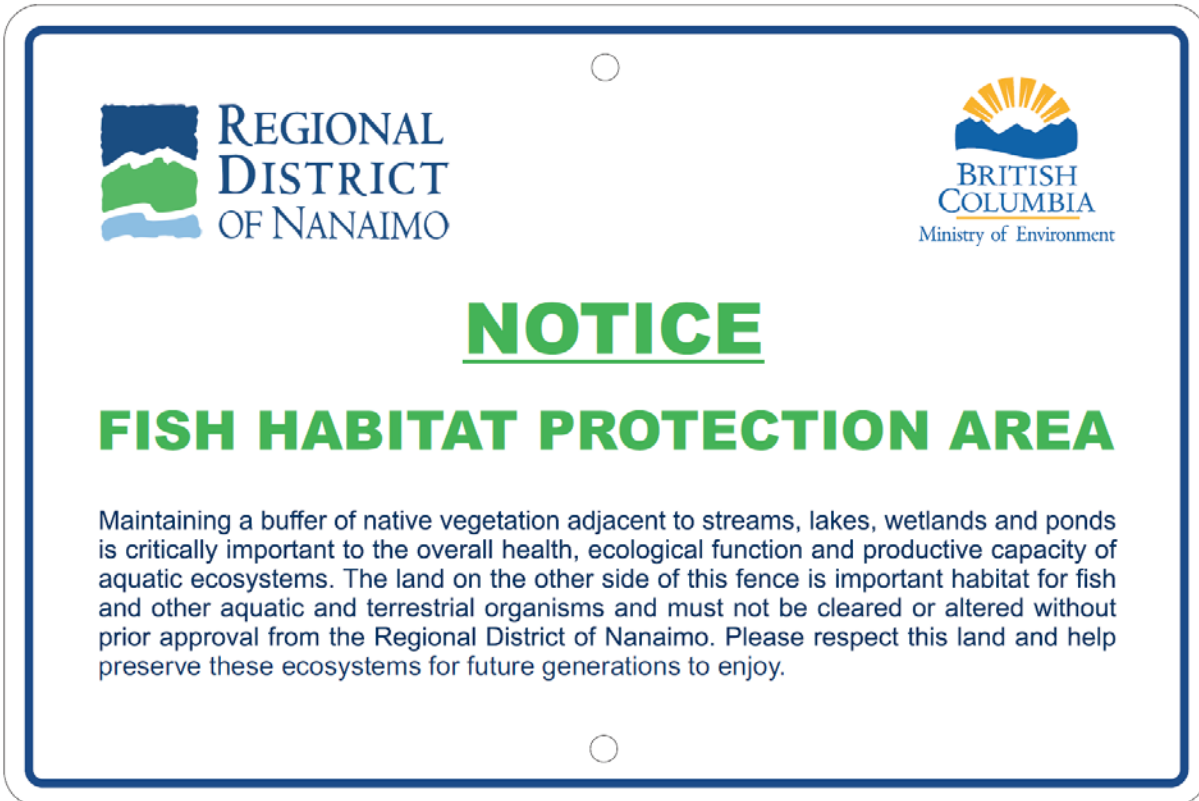 REGIONAL
DISTRICT
OF NANAIMO
BRITISH
COLUMBIA
Ministry of Environment
NOTICE
FISH HABITAT PROTECTION AREA
Maintaining a buffer of native vegetation adjacent to streams, lakes, wetlands and ponds
is critically important to the overall health, ecological function and productive capacity of
aquatic ecosystems. The land on the other side of this fence is important habitat for fish
and other aquatic and terrestrial organisms and must not be cleared or altered without
prior approval from the Regional District of Nanaimo. Please respect this land and help
preserve these ecosystems for future generations to enjoy.